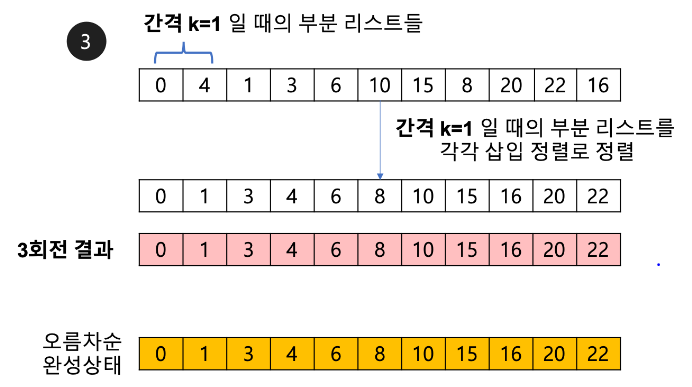 간격 k=1 일 때의 부분 리스트들
3
0 4 1 3 6 10 15 8 20 22 16
간격 k=1 일 때의 부분 리스트를
각각 삽입 정렬로 정렬
0 1 3 4 6 8 10 15 16 20 22
3회전 결과 0 1 3 4 6 8 10 15 16 20 22
오름차순
완성상태
0 1 3 4 6 8 10 15 16 20 22